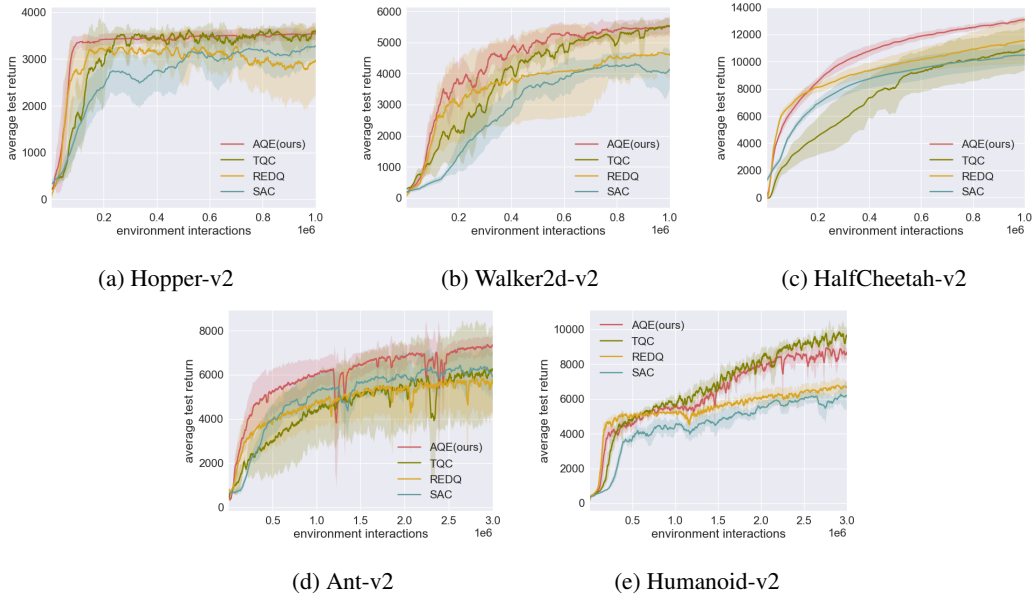 4000
3000
2000
1000
0
average test return
AQE(ours)
TQC
REDQ
SAC
0.2 0.4 0.6 0.8 1.0
environment interactions 1e6
(a) Hopper-v2
6000
5000
4000
3000
2000
1000
0
average test return
AQE(ours)
TQC
REDQ
SAC
0.2 0.4 0.6 0.8 1.0
environment interactions 1e6
(b) Walker2d-v2
14000
12000
10000
8000
6000
4000
2000
0
average test return
AQE(ours)
TQC
REDQ
SAC
0.2 0.4 0.6 0.8 1.0
environment interactions 1e6
(c) HalfCheetah-v2
8000
6000
4000
2000
0
average test return
AQE(ours)
TQC
REDQ
SAC
0.5 1.0 1.5 2.0 2.5 3.0
environment interactions 1e6
(d) Ant-v2
10000
8000
6000
4000
2000
0
average test return
AQE(ours)
TQC
REDQ
SAC
0.5 1.0 1.5 2.0 2.5 3.0
environment interactions 1e6
(e) Humanoid-v2